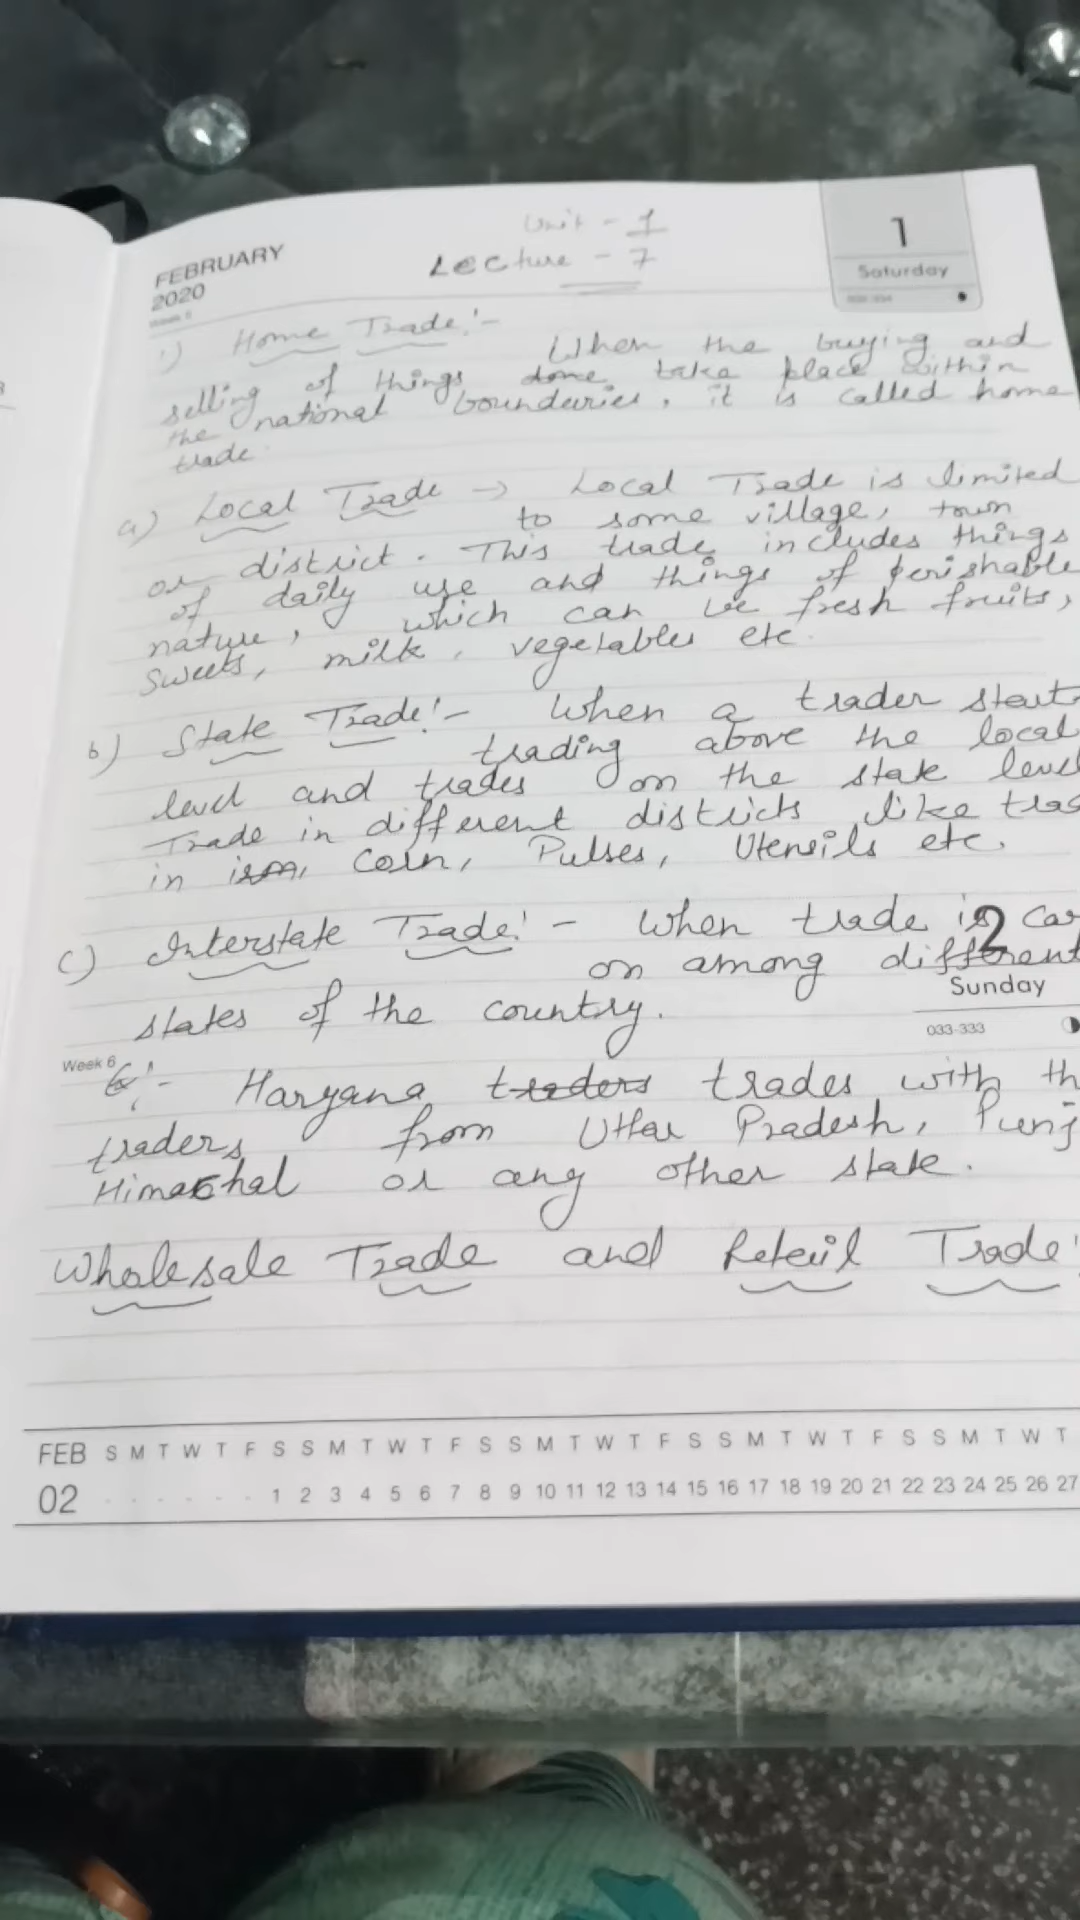 Unit - 1
FEBRUARY
2020
Lecture - 7
1
Saturday
1) Home Trade:- When the buying and
selling of things done, take place within
the national bounderies, it is called home
trade.
a) Local Trade → Local Trade is limited
to some village, town
or district. This trade includes things
of daily use and things of perishable
nature, which can be fresh fruits,
sweets, milk, vegetables etc.
b) State Trade:- When a trader start
trading above the local
level and trades on the state level
Trade in different districts like trad
in iron, Corn, Pulses, Utensils etc.
c) Interstate Trade:- When trade is car
on among different
states of the country.
2
Sunday
033-333
Week 6
Ex:- Haryana traders trades with th
traders, from Uttar Pradesh, Punj
Himachal or any other state.
Wholesale Trade and Retail Trade:
FEB S M T W T F S S M T W T F S S M T W T F S S M T W T F S S M T W T
02 1 2 3 4 5 6 7 8 9 10 11 12 13 14 15 16 17 18 19 20 21 22 23 24 25 26 27